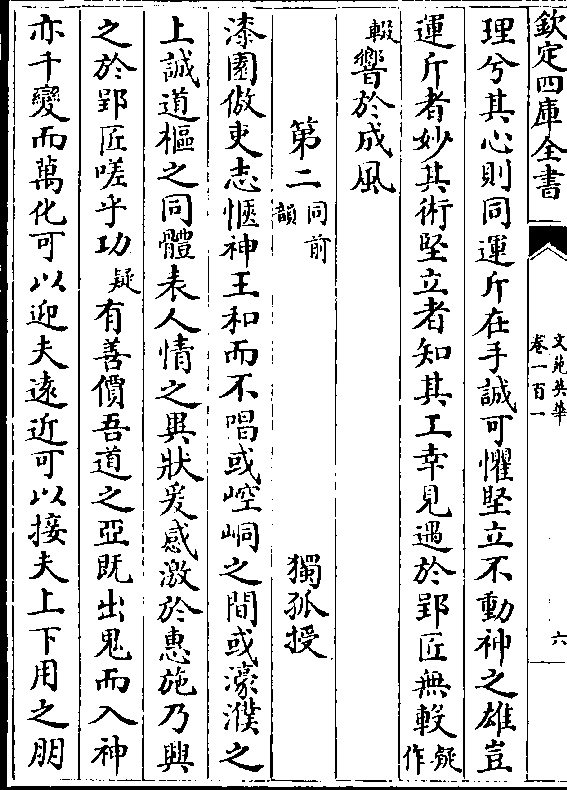 欽定四庫全書
文苑英華
卷一百一
六
理兮其心則同運斤在手誠可懼堅立不動神之雄豈
運斤者妙其術堅立者知其工幸見遇於郢匠無輟疑作
輟響於成風
第二同前韻 獨孤授
漆園傲吏志愜神王和而不唱或崆峒之間或濠濮之
上誠道樞之同體表人情之異狀爰感激於惠施乃興
之於郢匠嗟乎功疑有善價吾道之亞既出鬼而入神
亦千變而萬化可以迎夫遠近可以接夫上下用之朋